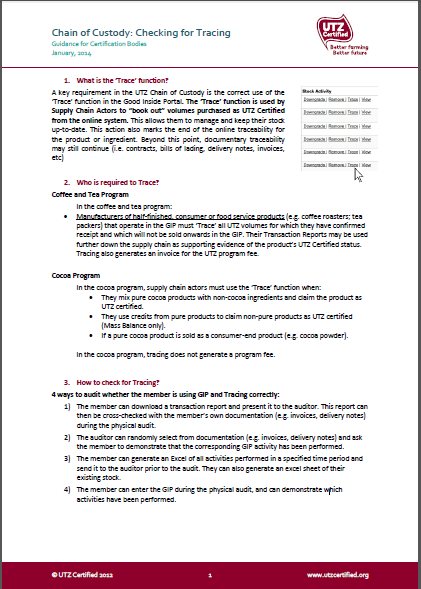 Chain of Custody: Checking for Tracing
Guidance for Certification Bodies
January, 2014
UTZ
Certified
Better farming
Better future
1. What is the ‘Trace’ function?
A key requirement in the UTZ Chain of Custody is the correct use of the
‘Trace’ function in the Good Inside Portal. The ‘Trace’ function is used by
Supply Chain Actors to “book out” volumes purchased as UTZ Certified
from the online system. This allows them to manage and keep their stock
up-to-date. This action also marks the end of the online traceability for
the product or ingredient. Beyond this point, documentary traceability
may still continue (i.e. contracts, bills of lading, delivery notes, invoices,
etc)
Stock Activity
Downgrade | Remove | Trace | View
Downgrade | Remove | Trace | View
Downgrade | Remove | Trace | View
Downgrade | Remove | Trace | View
Downgrade | Remove | Trace | View
Downgrade | Remove | Trace | View
2. Who is required to Trace?
Coffee and Tea Program
In the coffee and tea program:
• Manufacturers of half-finished, consumer or food service products (e.g. coffee roasters; tea
packers) that operate in the GIP must ‘Trace’ all UTZ volumes for which they have confirmed
receipt and which will not be sold onwards in the GIP. Their Transaction Reports may be used
further down the supply chain as supporting evidence of the product’s UTZ Certified status.
Tracing also generates an invoice for the UTZ program fee.
Cocoa Program
In the cocoa program, supply chain actors must use the ‘Trace’ function when:
• They mix pure cocoa products with non-cocoa ingredients and claim the product as
UTZ certified.
• They use credits from pure products to claim non-pure products as UTZ certified
(Mass Balance only).
• If a pure cocoa product is sold as a consumer-end product (e.g. cocoa powder).
In the cocoa program, tracing does not generate a program fee.
3. How to check for Tracing?
4 ways to audit whether the member is using GIP and Tracing correctly:
1) The member can download a transaction report and present it to the auditor. This report can
then be cross-checked with the member’s own documentation (e.g. invoices, delivery notes)
during the physical audit.
2) The auditor can randomly select from documentation (e.g. invoices, delivery notes) and ask
the member to demonstrate that the corresponding GIP activity has been performed.
3) The member can generate an Excel of all activities performed in a specified time period and
send it to the auditor prior to the audit. They can also generate an excel sheet of their
existing stock.
4) The member can enter the GIP during the physical audit, and can demonstrate which
activities have been performed.
© UTZ Certified 2012
1
www.utzcertified.org